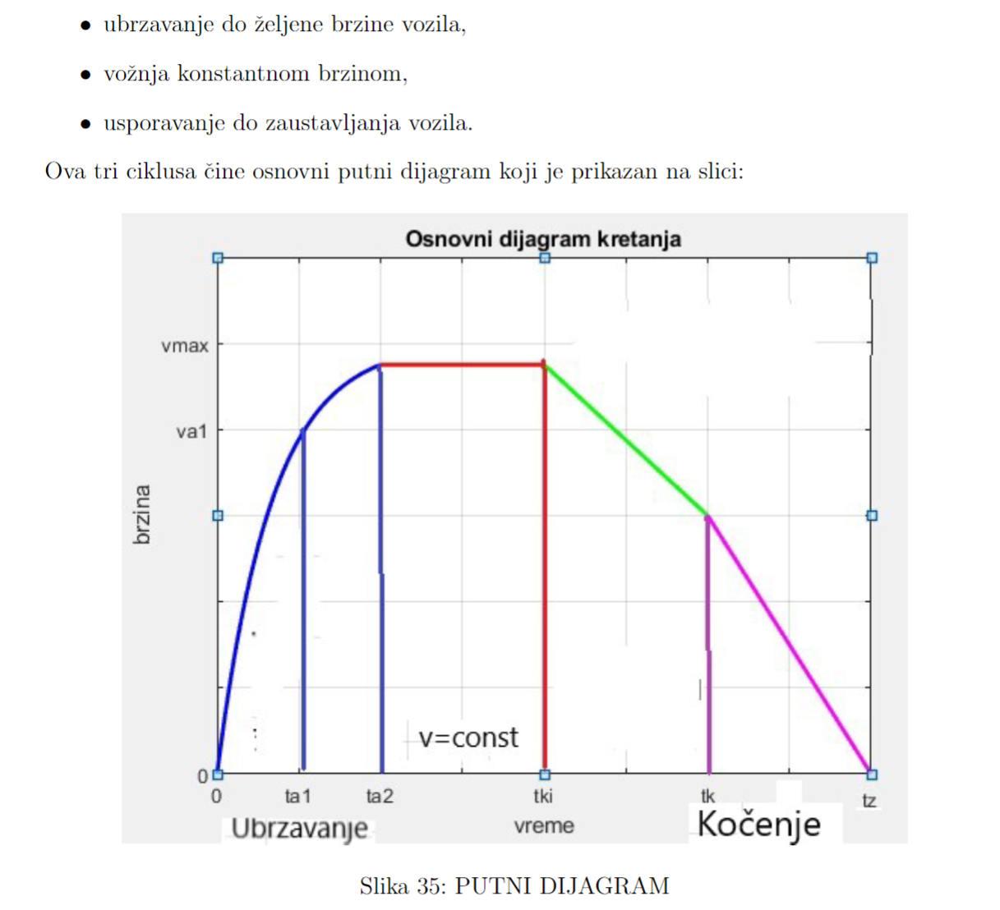 • ubrzavanje do željene brzine vozila,
• vožnja konstantnom brzinom,
• usporavanje do zaustavljanja vozila.
Ova tri ciklusa čine osnovni putni dijagram koji je prikazan na slici:
Osnovni dijagram kretanja
vmax
va1
brzina
v=const
0
0 ta1 ta2 tki tk tz
Ubrzavanje vreme Kočenje
Slika 35: PUTNI DIJAGRAM